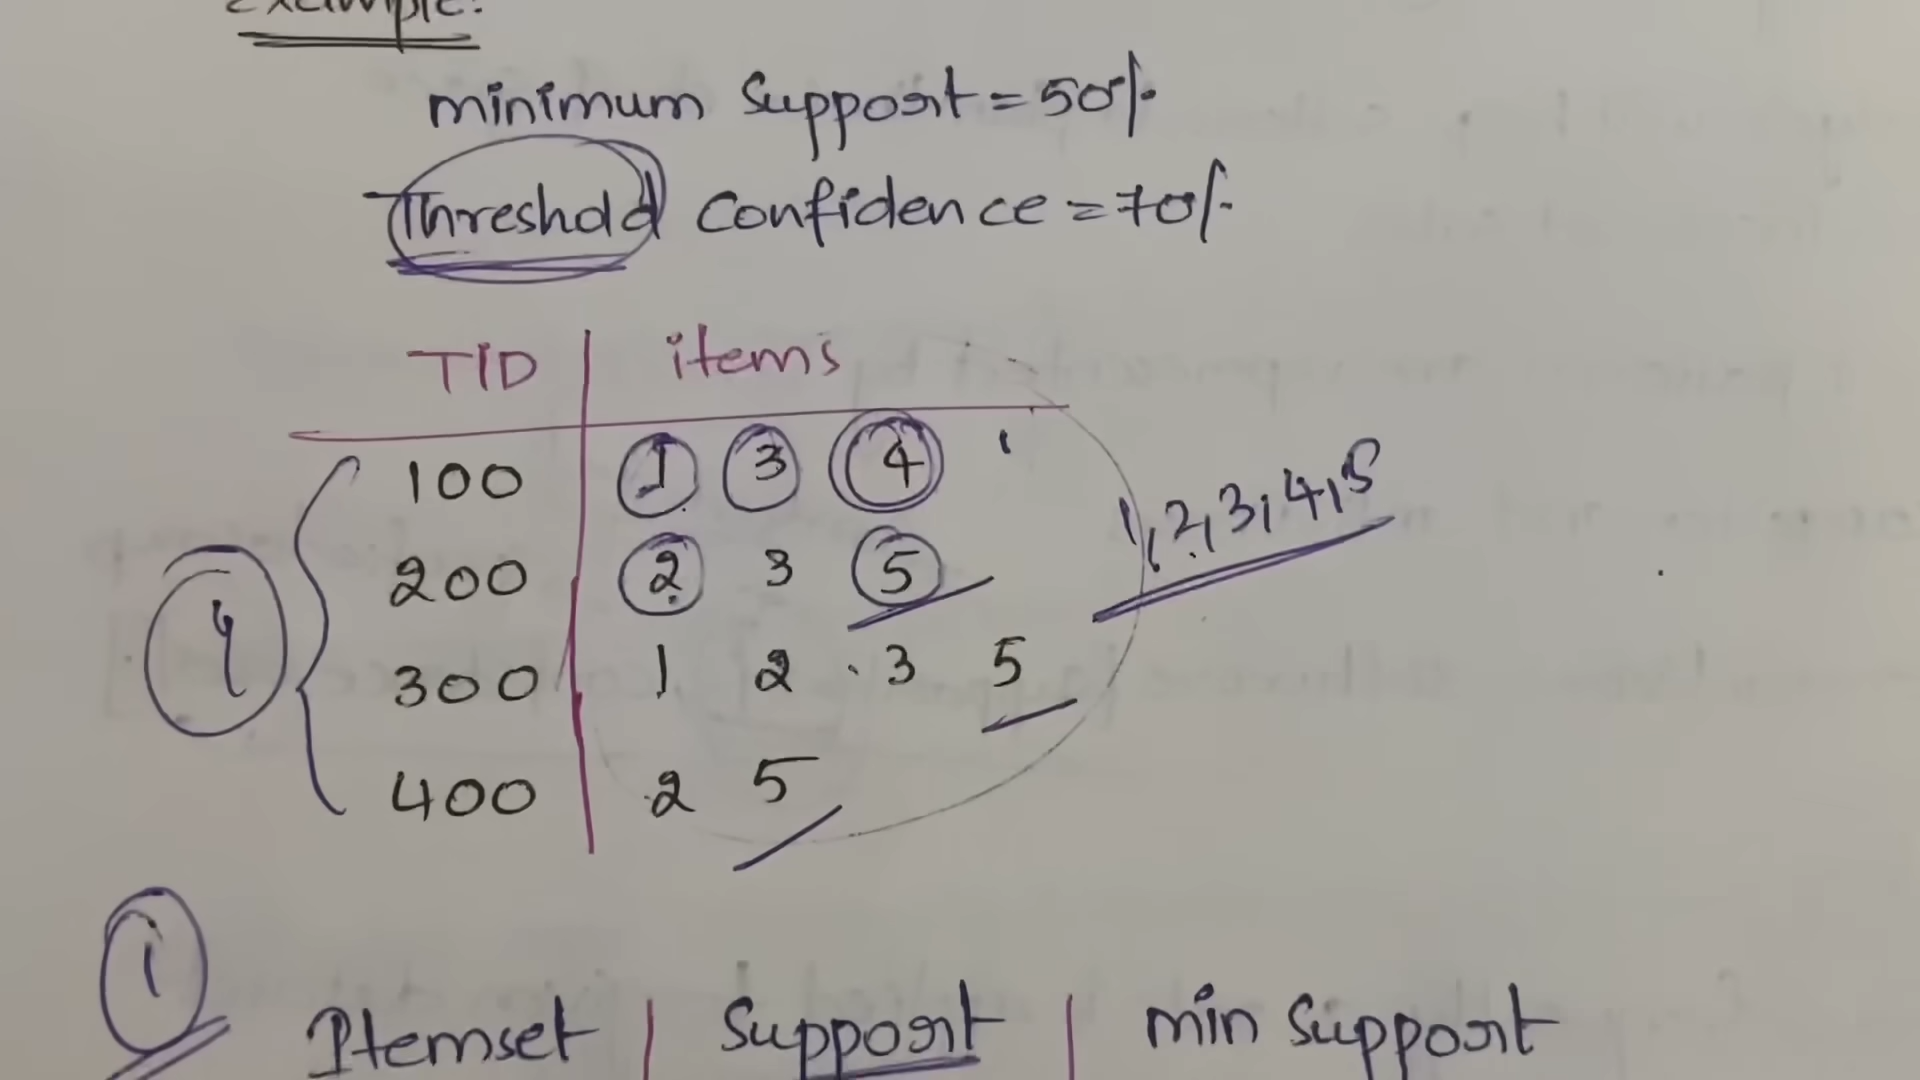 Example:
minimum Support = 50%
Threshold Confidence = 70%
TID items
100 1 3 4
200 2 3 5
1,2,3,4,5
300 1 2 3 5
400 2 5
4
1
Itemset Support min Support